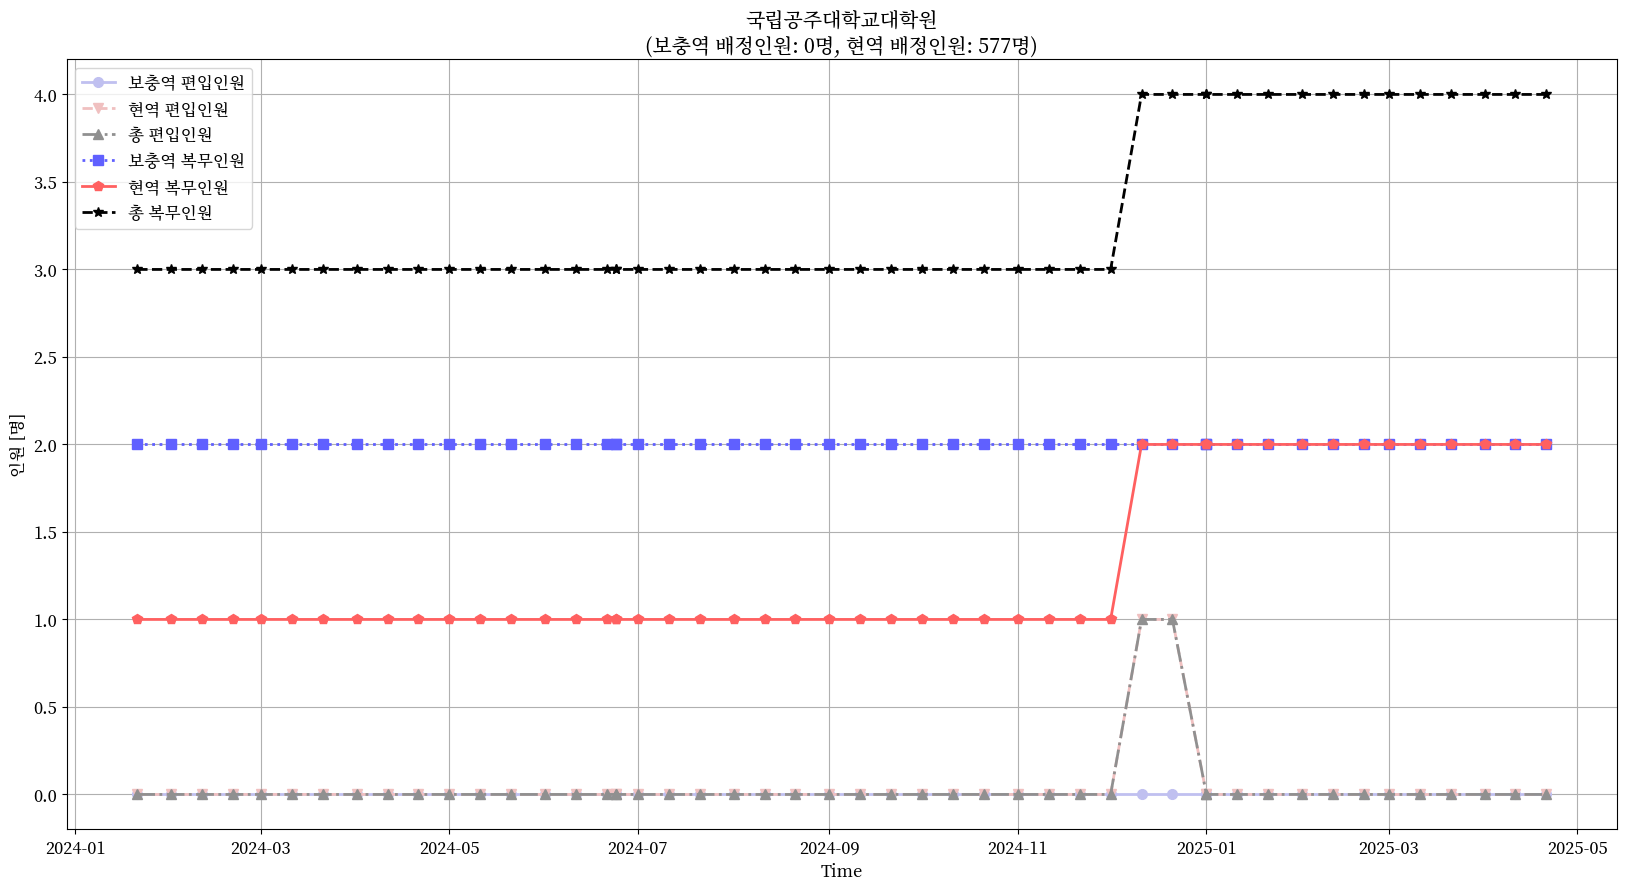 국립공주대학교대학원
(보충역 배정인원: 0명, 현역 배정인원: 577명)
보충역 편입인원
현역 편입인원
총 편입인원
보충역 복무인원
현역 복무인원
총 복무인원
4.0
3.5
3.0
2.5
2.0
1.5
1.0
0.5
0.0
인원 [명]
2024-01
2024-03
2024-05
2024-07
2024-09
2024-11
2025-01
2025-03
2025-05
Time